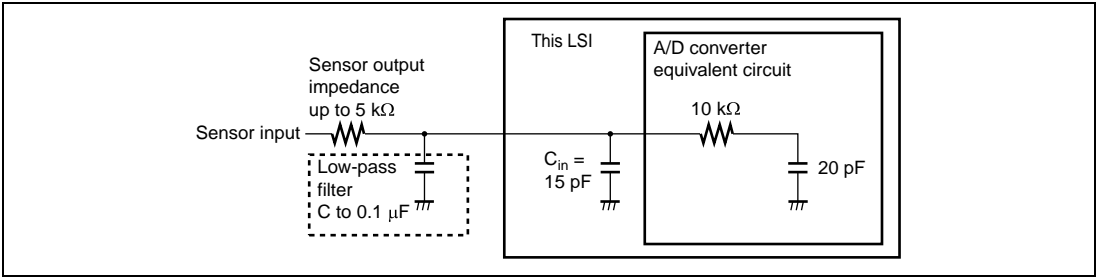 This LSI
A/D converter
equivalent circuit
Sensor output
impedance
up to 5 kΩ
10 kΩ
Sensor input
Low-pass
filter
C to 0.1 μF
Cin =
15 pF
20 pF